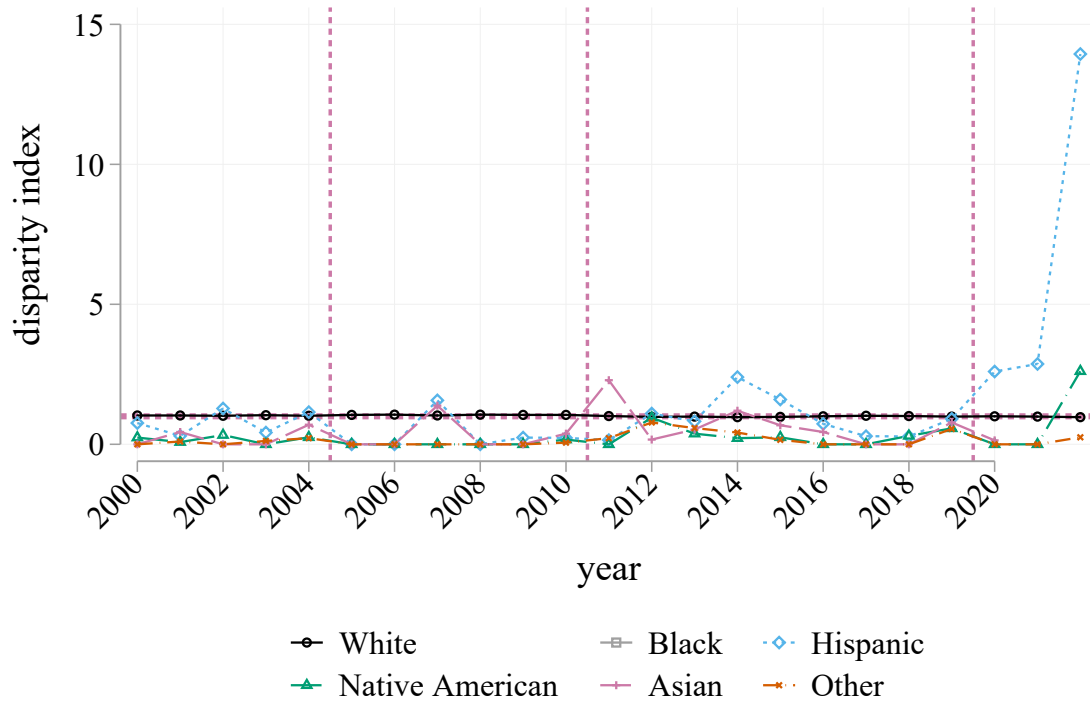 15
10
5
0
disparity index
2000 2002 2004 2006 2008 2010 2012 2014 2016 2018 2020
year
White Black Hispanic
Native American Asian Other